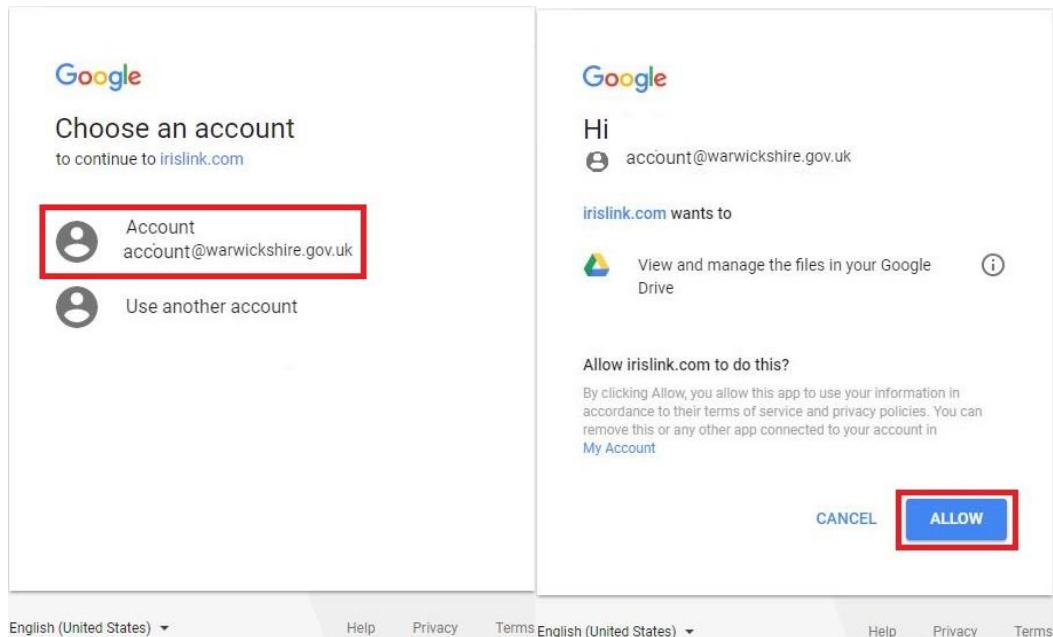 Google
Choose an account
to continue to irislink.com
Account
account@warwickshire.gov.uk
Use another account
English (United States)
Help Privacy Terms
Google
Hi
account@warwickshire.gov.uk
irislink.com wants to
View and manage the files in your Google
Drive
Allow irislink.com to do this?
By clicking Allow, you allow this app to use your information in
accordance to their terms of service and privacy policies. You can
remove this or any other app connected to your account in
My Account
CANCEL ALLOW
English (United States)
Help Privacy Terms